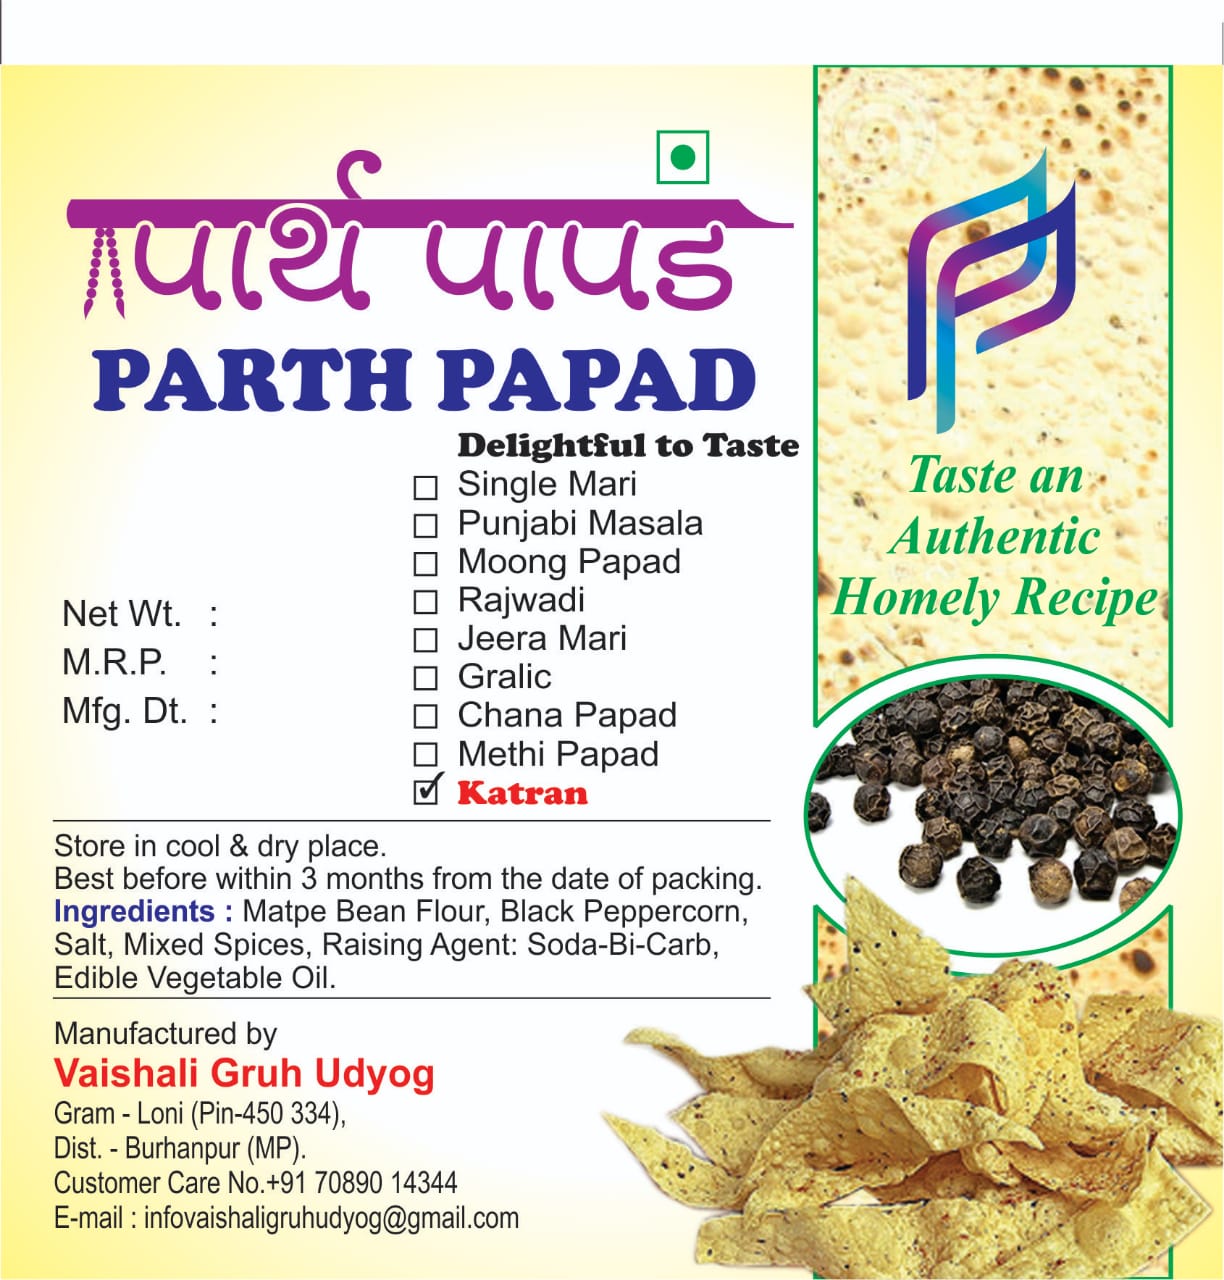 પાર્થ પાપડ
PARTH PAPAD
Delightful to Taste
Single Mari
Punjabi Masala
Moong Papad
Rajwadi
Jeera Mari
Gralic
Chana Papad
Methi Papad
Katran
Net Wt. :
M.R.P. :
Mfg. Dt. :
Store in cool & dry place.
Best before within 3 months from the date of packing.
Ingredients : Matpe Bean Flour, Black Peppercorn,
Salt, Mixed Spices, Raising Agent: Soda-Bi-Carb,
Edible Vegetable Oil.
Manufactured by
Vaishali Gruh Udyog
Gram - Loni (Pin-450 334),
Dist. - Burhanpur (MP).
Customer Care No.+91 70890 14344
E-mail : infovaishaligruhudyog@gmail.com
Taste an
Authentic
Homely Recipe